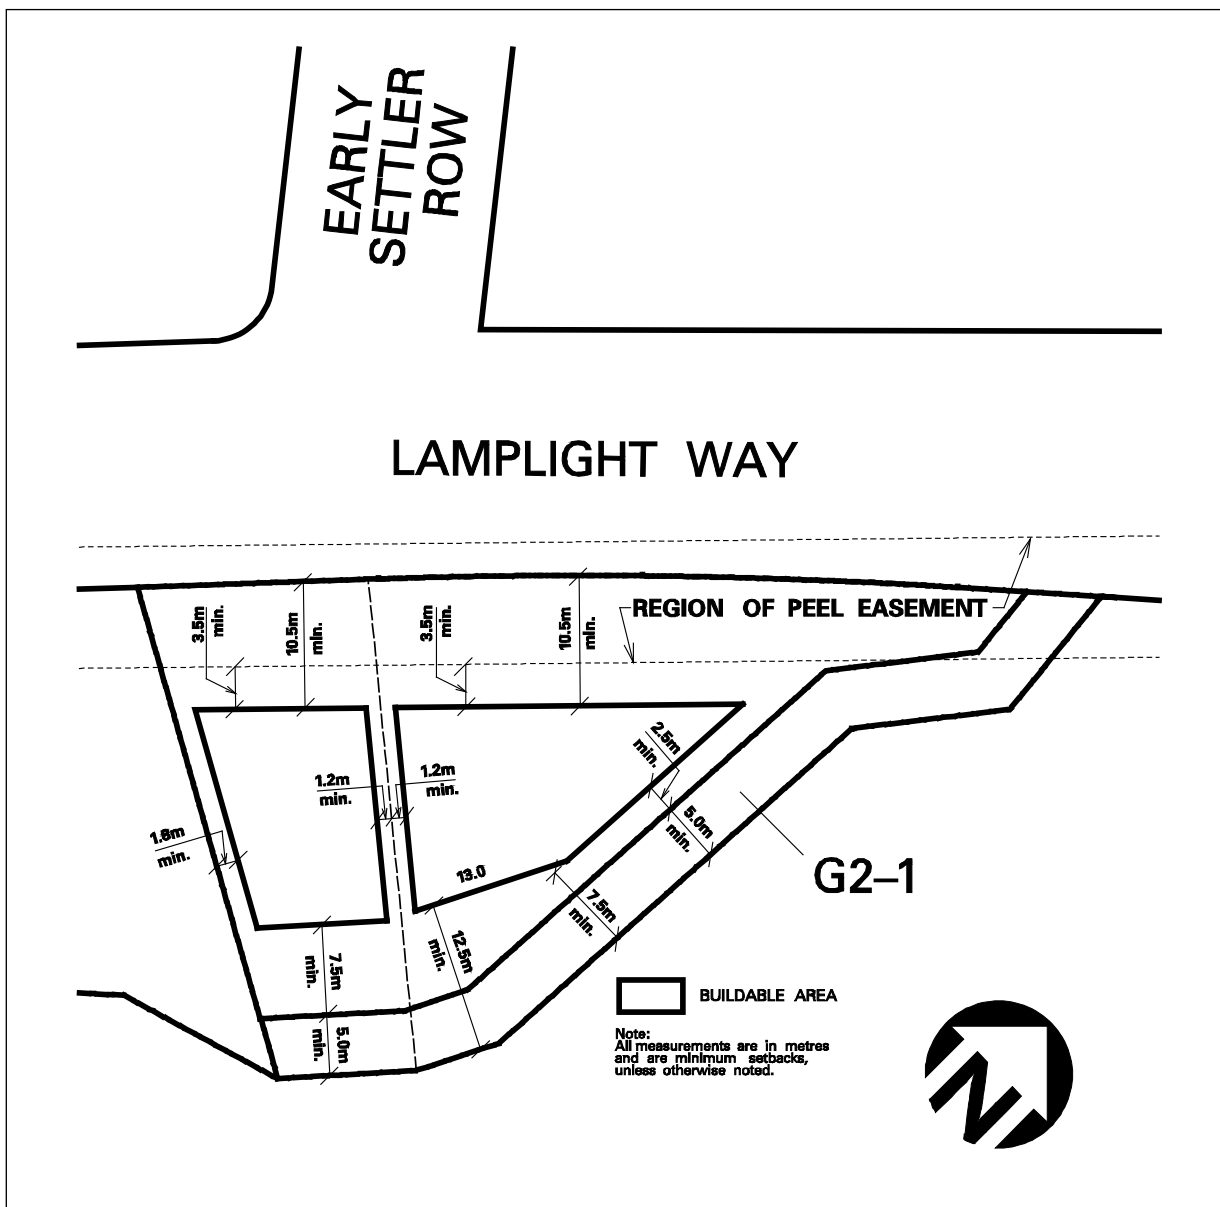 EARLY
SETTLER
ROW
LAMPLIGHT WAY
REGION OF PEEL EASEMENT
3.5m
min.
10.5m
min.
3.5m
min.
10.5m
min.
2.5m
min.
1.2m
min.
1.2m
min.
5.0m
min.
1.8m
min.
13.0
G2-1
7.5m
min.
12.5m
min.
7.5m
min.
5.0m
min.
BUILDABLE AREA
Note:
All measurements are in metres
and are minimum setbacks,
unless otherwise noted.
N